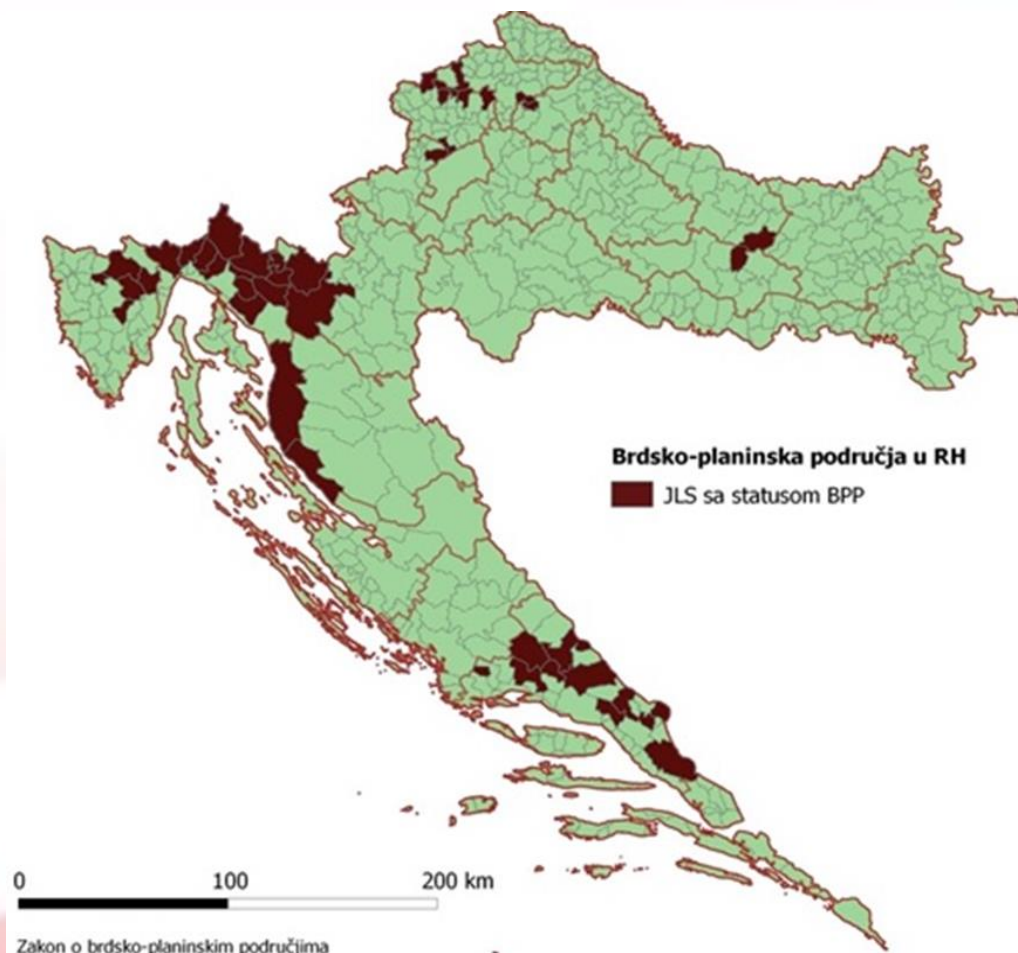 Brdsko-planinska područja u RH
JLS sa statusom BPP
0 100 200 km
Zakon o brdsko-planinskim područjima